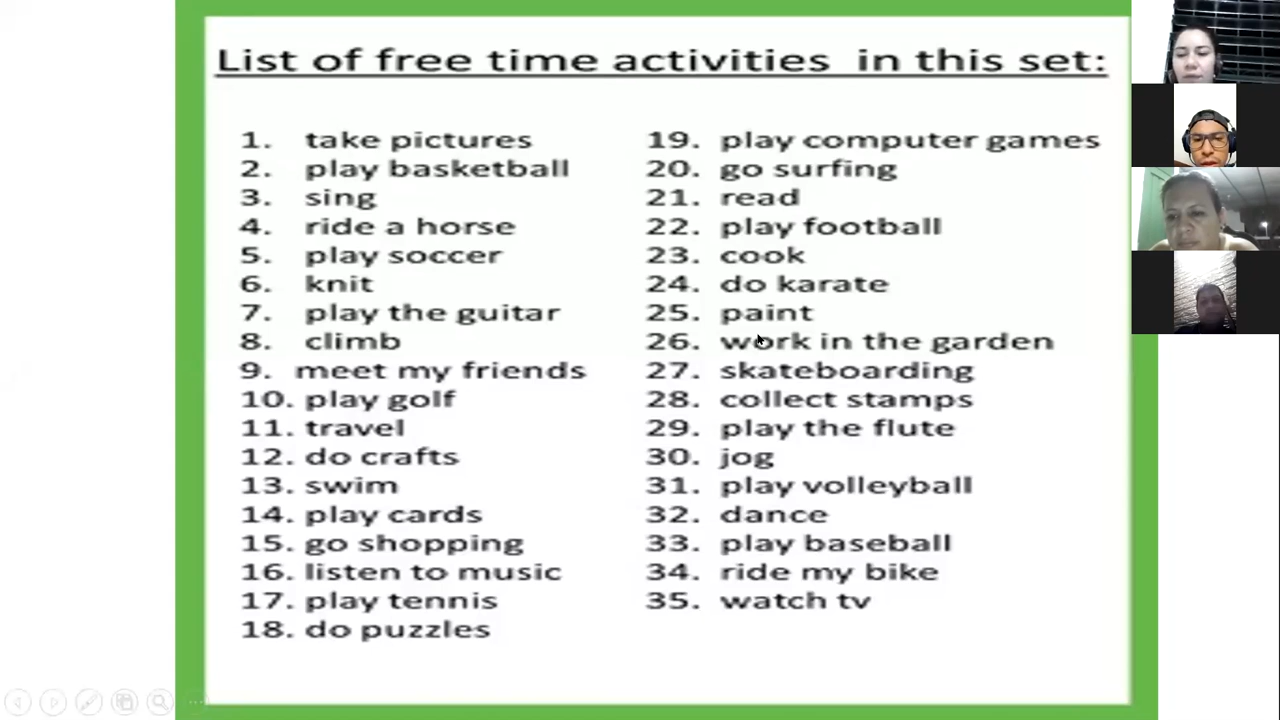 List of free time activities in this set:
1. take pictures
2. play basketball
3. sing
4. ride a horse
5. play soccer
6. knit
7. play the guitar
8. climb
9. meet my friends
10. play golf
11. travel
12. do crafts
13. swim
14. play cards
15. go shopping
16. listen to music
17. play tennis
18. do puzzles
19. play computer games
20. go surfing
21. read
22. play football
23. cook
24. do karate
25. paint
26. work in the garden
27. skateboarding
28. collect stamps
29. play the flute
30. jog
31. play volleyball
32. dance
33. play baseball
34. ride my bike
35. watch tv